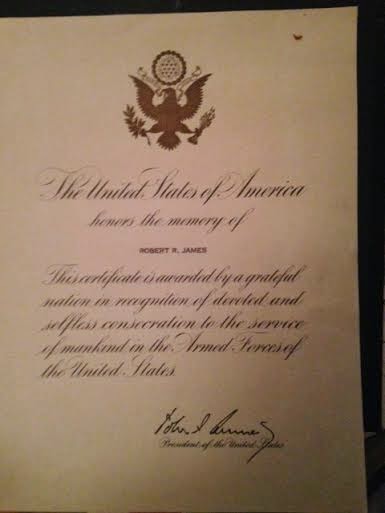 The United States of America
honors the memory of
ROBERT R. JAMES
This certificate is awarded by a grateful
nation in recognition of devoted and
selfless consecration to the service
of mankind in the Armed Forces of
the United States
President of the United States